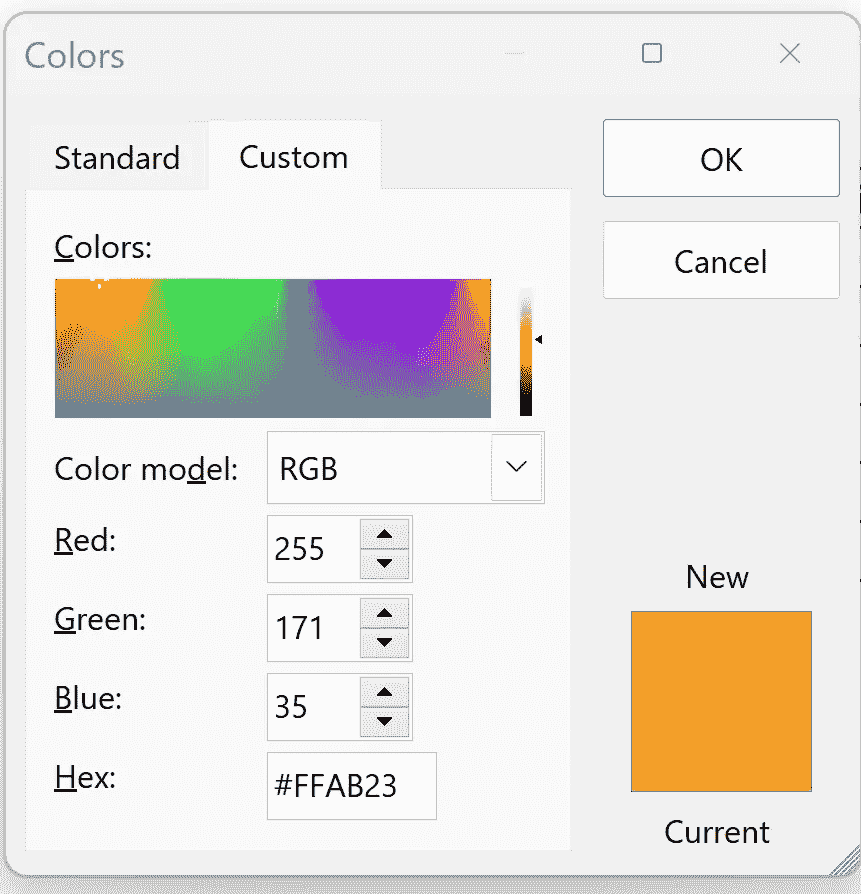 Colors
Standard
Custom
OK
Cancel
Colors:
Color model:
RGB
Red:
255
Green:
171
Blue:
35
Hex:
#FFAB23
New
Current